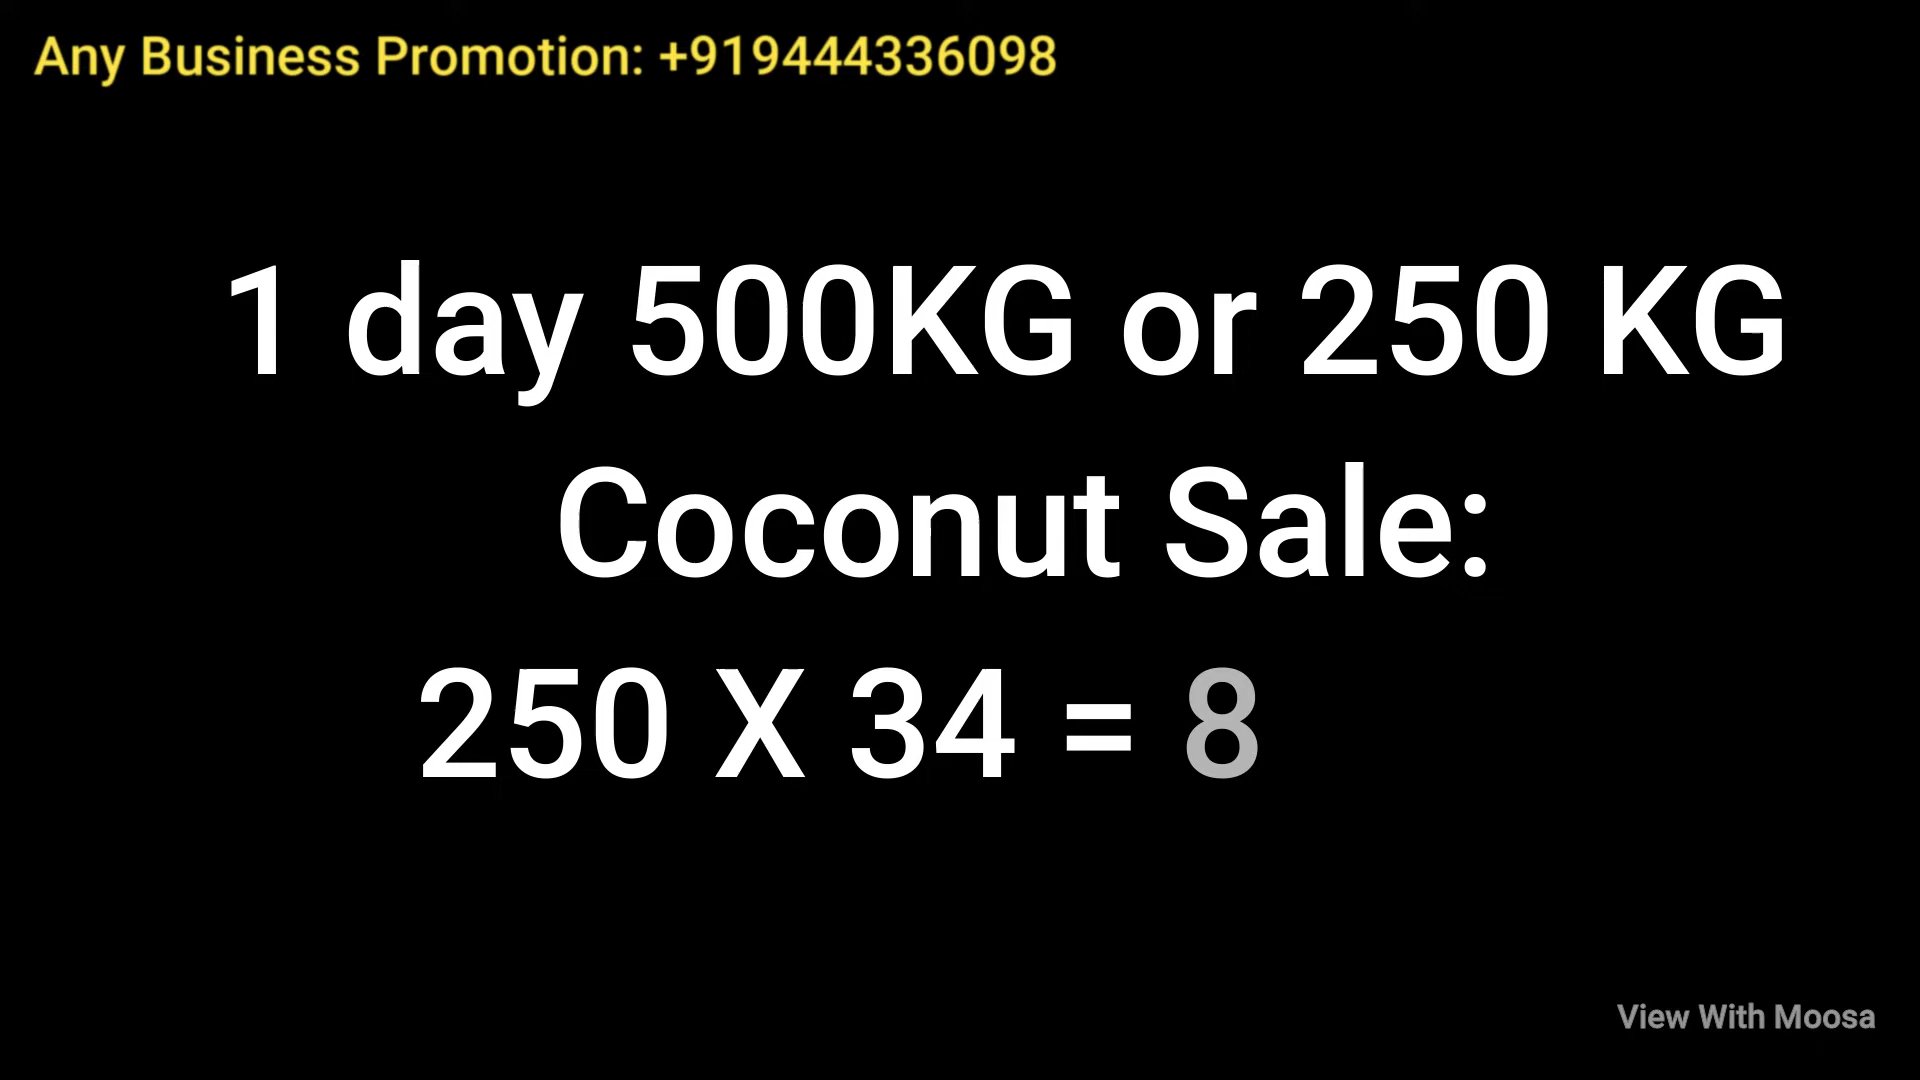 Any Business Promotion: +919444336098
1 day 500KG or 250 KG
Coconut Sale:
250 X 34 = 8
View With Moosa